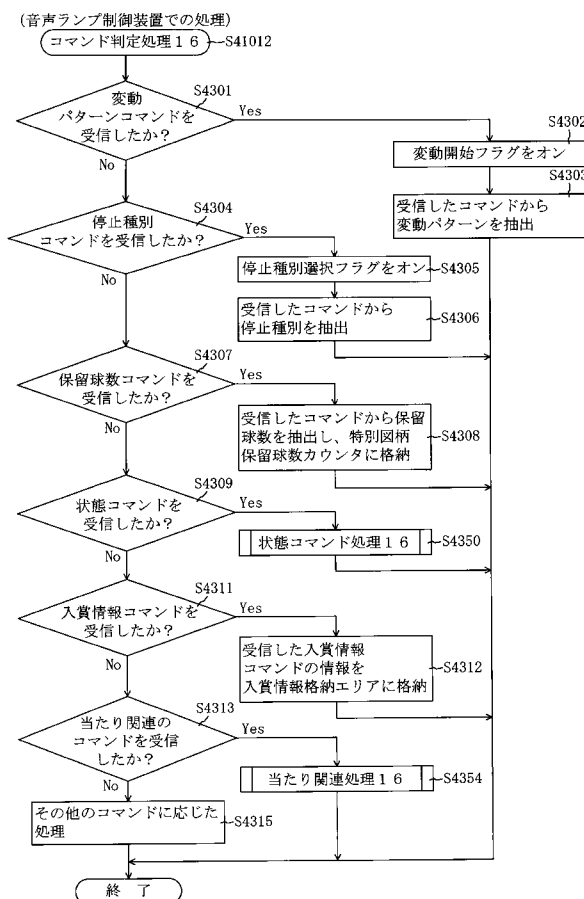 (音声ランプ制御装置での処理)
コマンド判定処理16
S41012
変動
パターンコマンドを
受信したか?
S4301
Yes
No
変動開始フラグをオン
S4302
受信したコマンドから
変動パターンを抽出
S4303
停止種別
コマンドを受信したか?
S4304
Yes
No
停止種別選択フラグをオン
S4305
受信したコマンドから
停止種別を抽出
S4306
保留球数コマンドを
受信したか?
S4307
Yes
No
受信したコマンドから保留
球数を抽出し、特別図柄
保留球数カウンタに格納
S4308
状態コマンドを
受信したか?
S4309
Yes
No
状態コマンド処理16
S4350
入賞情報コマンドを
受信したか?
S4311
Yes
No
受信した入賞情報
コマンドの情報を
入賞情報格納エリアに格納
S4312
当たり関連の
コマンドを受信
したか?
S4313
Yes
No
当たり関連処理16
S4354
その他のコマンドに応じた
処理
S4315
終 了